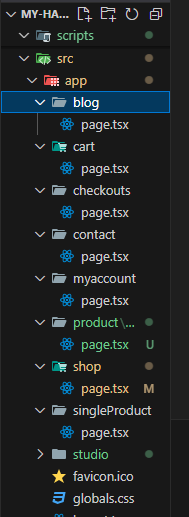 MY-HA...
scripts
src
app
blog
page.tsx
cart
page.tsx
checkouts
page.tsx
contact
page.tsx
myaccount
page.tsx
product\...
page.tsx U
shop
page.tsx M
singleProduct
page.tsx
studio
favicon.ico
globals.css